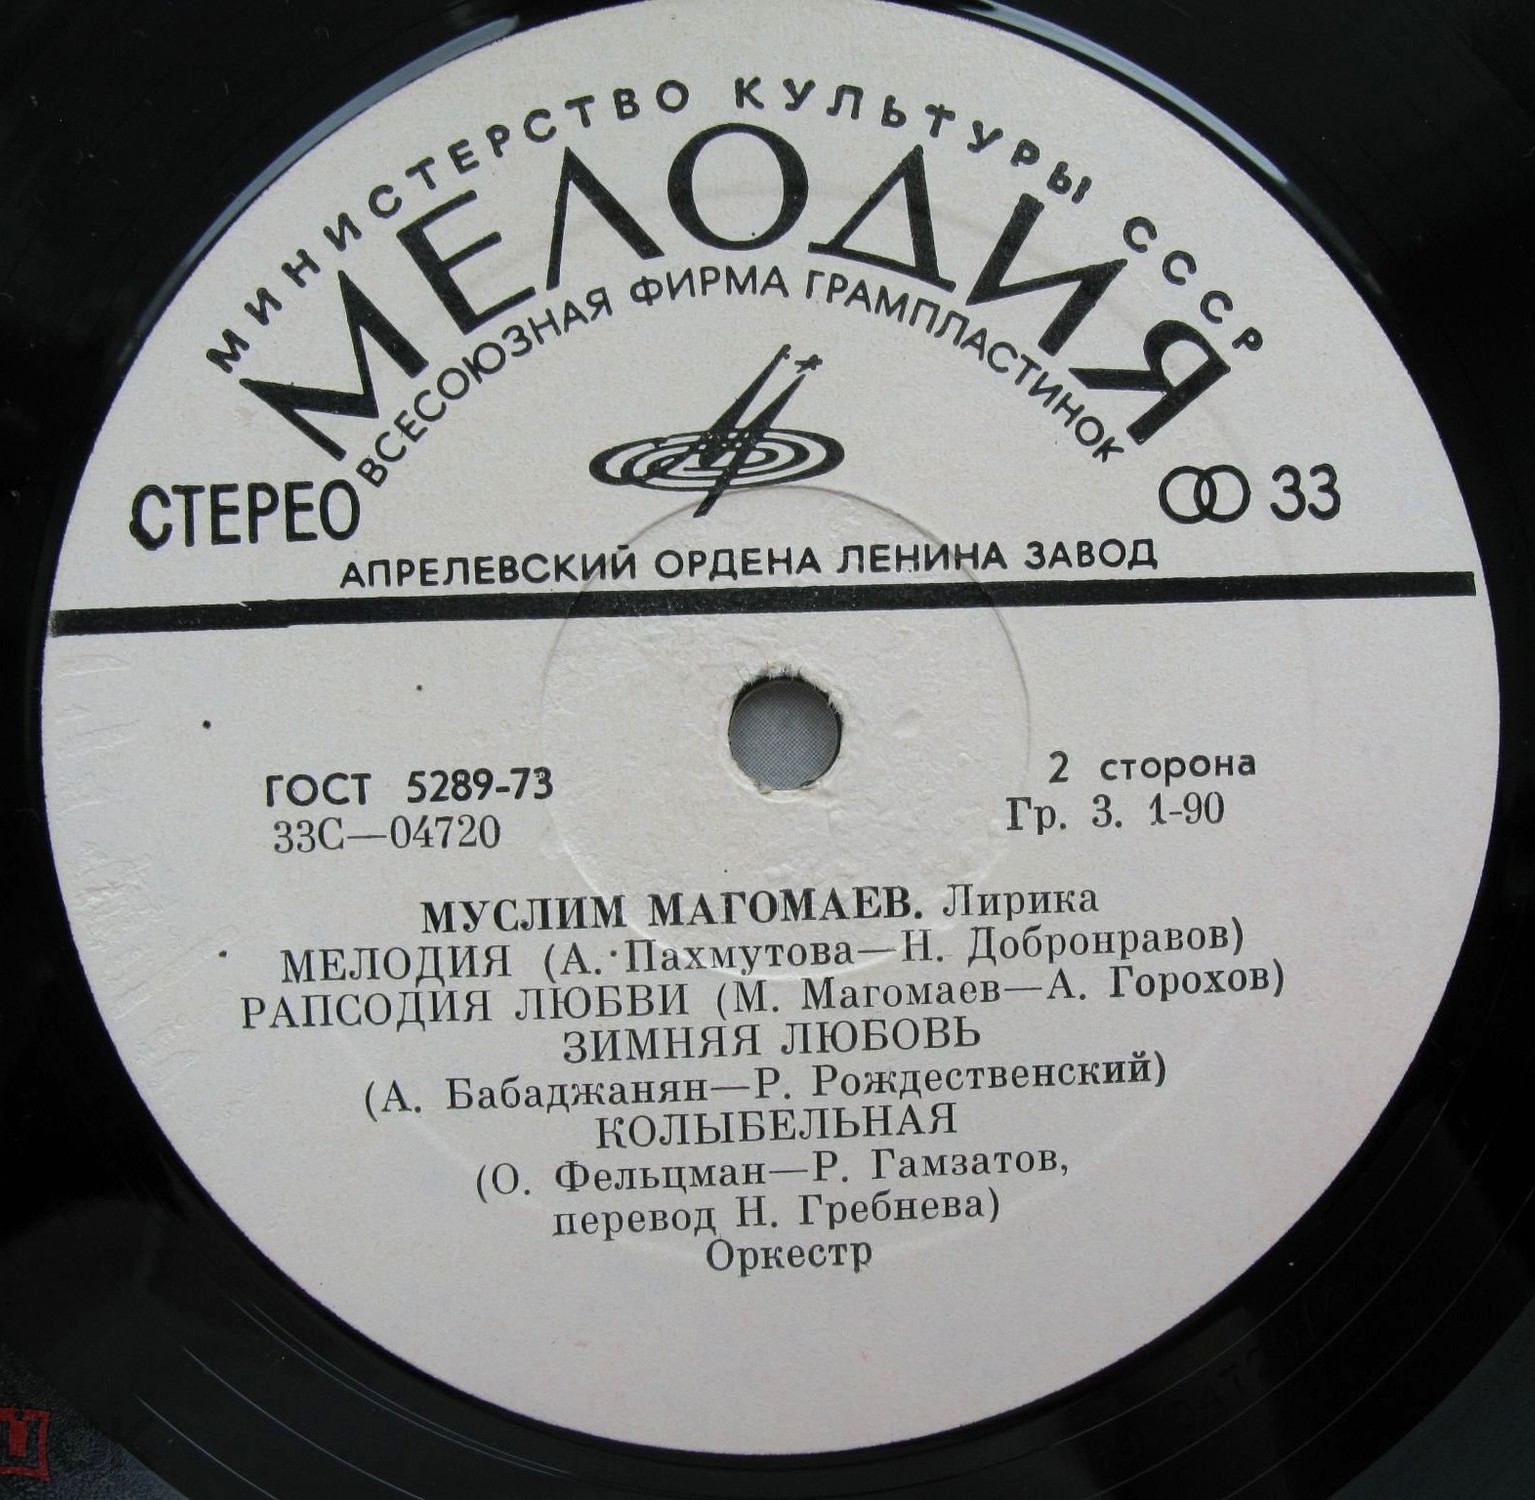 МИНИСТЕРСТВО КУЛЬТУРЫ СССР
МЕЛОДИЯ
ВСЕСОЮЗНАЯ ФИРМА ГРАМПЛАСТИНОК
СТЕРЕО
33
АПРЕЛЕВСКИЙ ОРДЕНА ЛЕНИНА ЗАВОД
ГОСТ 5289-73
2 сторона
33С—04720
Гр. 3. 1-90
МУСЛИМ МАГОМАЕВ. Лирика
МЕЛОДИЯ (А. Пахмутова—Н. Добронравов)
РАПСОДИЯ ЛЮБВИ (М. Магомаев—А. Горохов)
ЗИМНЯЯ ЛЮБОВЬ
(А. Бабаджанян—Р. Рождественский)
КОЛЫБЕЛЬНАЯ
(О. Фельцман—Р. Гамзатов,
перевод Н. Гребнева)
Оркестр